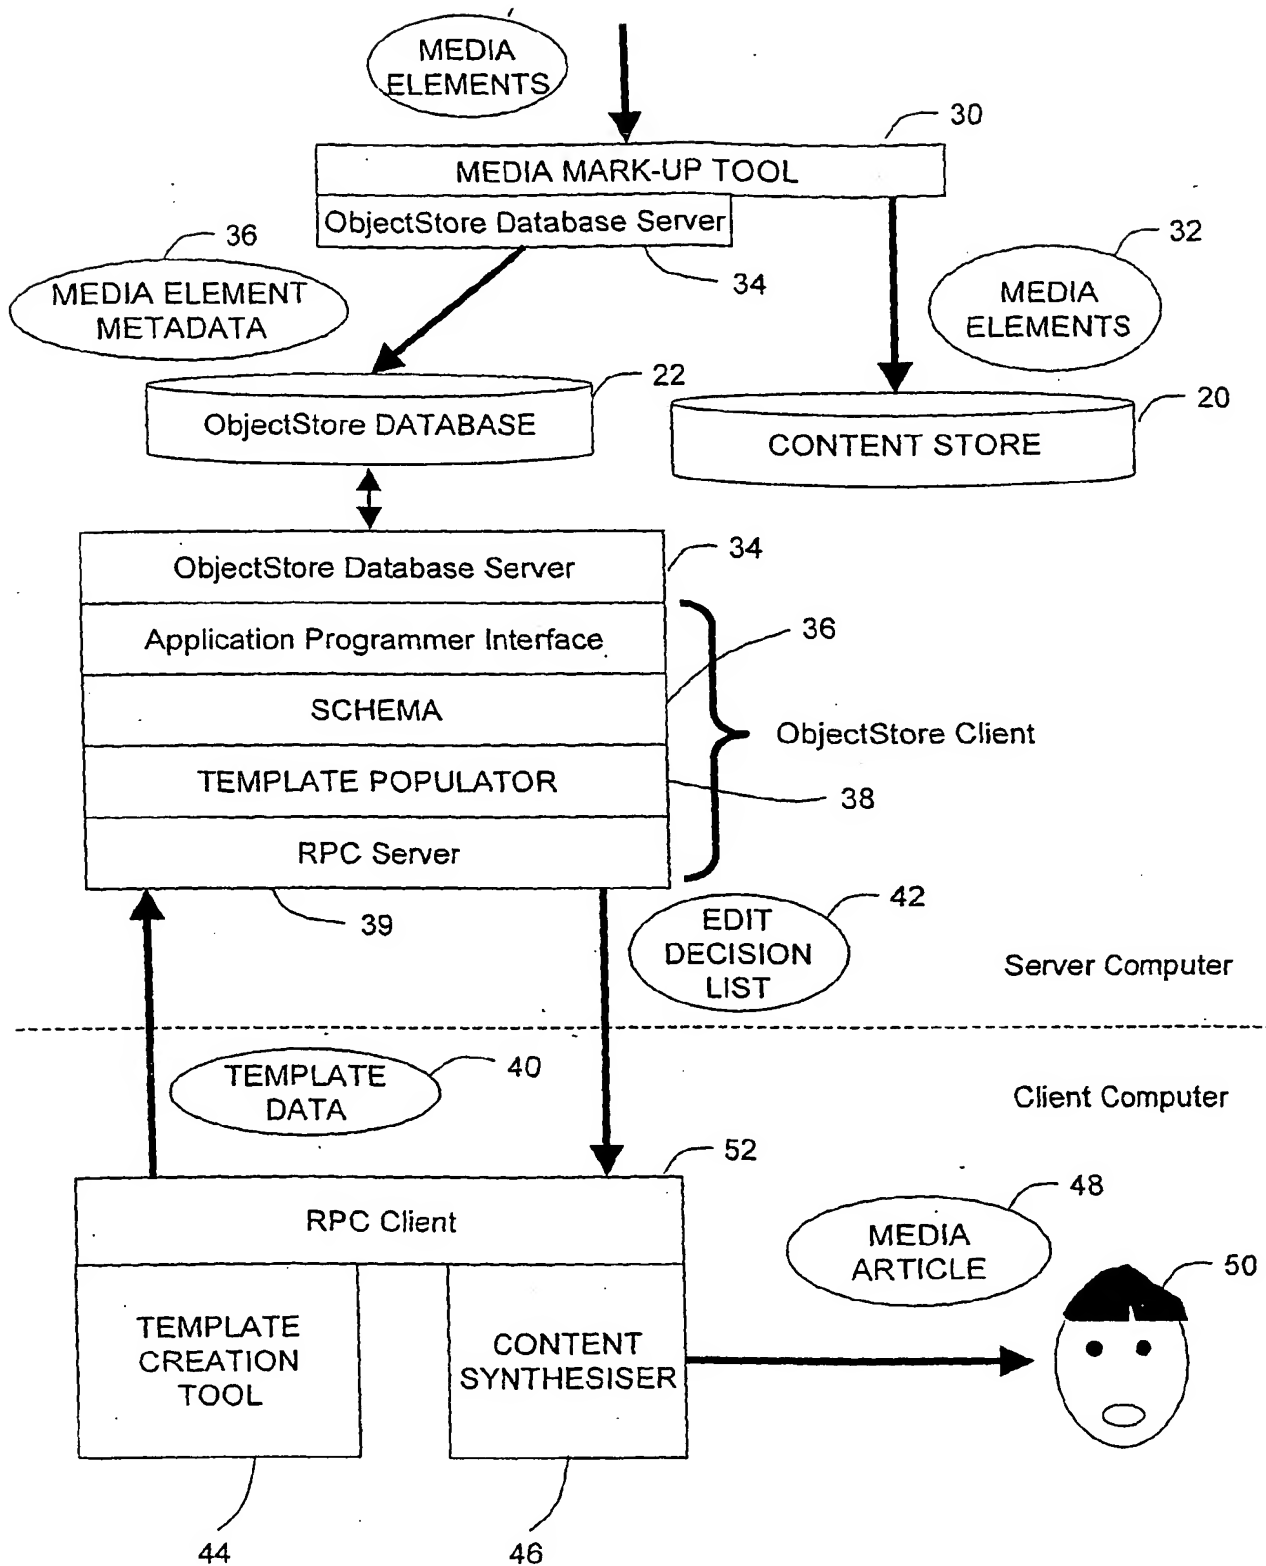 MEDIA
ELEMENTS
30
MEDIA MARK-UP TOOL
ObjectStore Database Server
36
34
32
MEDIA ELEMENT
METADATA
MEDIA
ELEMENTS
22
20
ObjectStore DATABASE
CONTENT STORE
34
ObjectStore Database Server
Application Programmer Interface
36
SCHEMA
ObjectStore Client
TEMPLATE POPULATOR
38
RPC Server
39
42
EDIT
DECISION
LIST
Server Computer
40
TEMPLATE
DATA
Client Computer
52
48
RPC Client
MEDIA
ARTICLE
50
TEMPLATE
CREATION
TOOL
CONTENT
SYNTHESISER
44
46